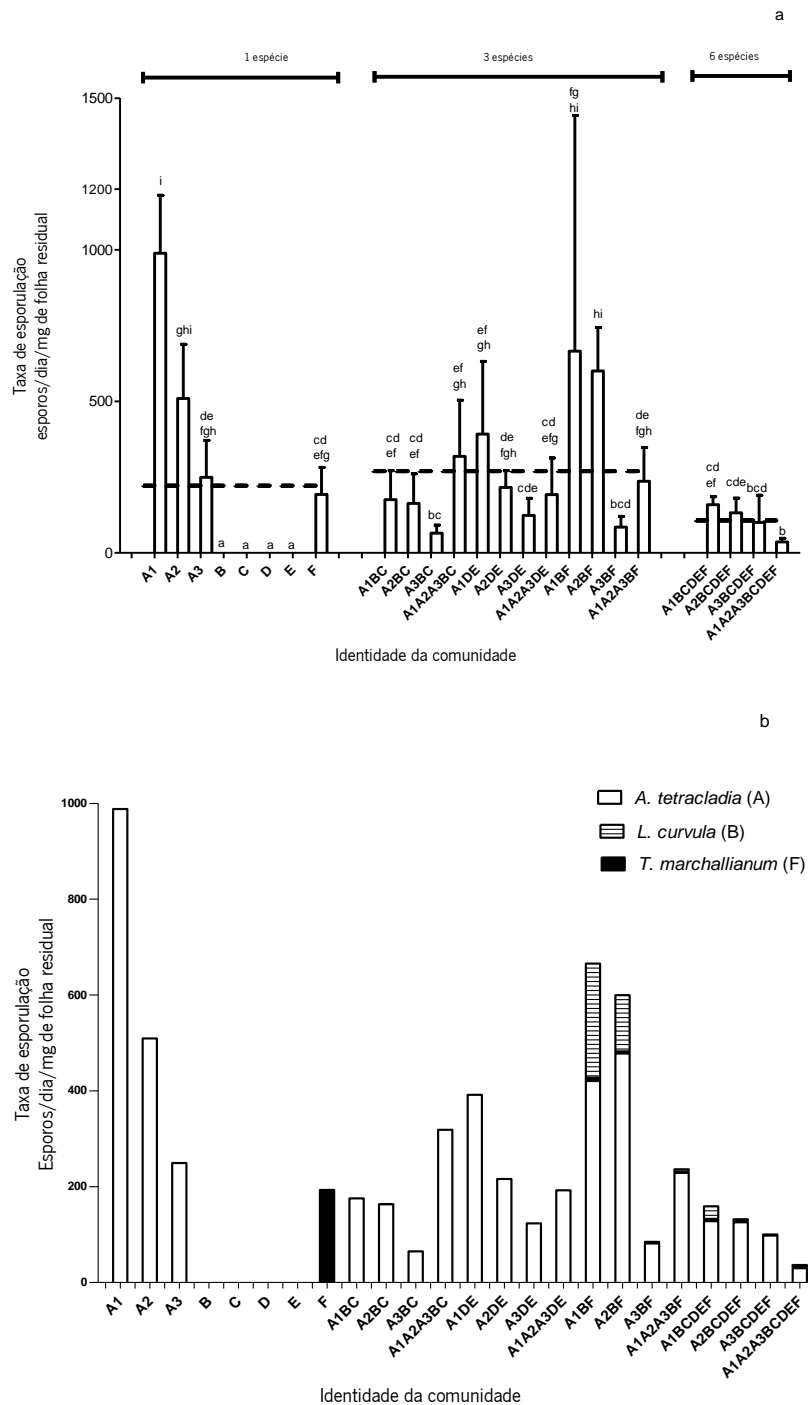 a
1 espécie 3 espécies 6 espécies
Taxa de esporulação
esporos/dia/mg de folha residual
1500
1200
1000
500
0
i
ghi
de
fgh
a
a
a
a
cd
efg
cd
ef
cd
ef
bc
ef
gh
ef
gh
de
fgh
cde
cd
efg
fg
hi
hi
bcd
de
fgh
cd
ef
cde
bcd
b
A1 A2 A3 B C D E F A1BC A2BC A3BC A1A2A3BC A1DE A2DE A3DE A1A2A3DE A1BF A2BF A3BF A1A2A3BF A1BCDEF A2BCDEF A3BCDEF A1A2A3BCDEF
Identidade da comunidade
b
Taxa de esporulação
Esporos/dia/mg de folha residual
1000
800
600
400
200
0
A. tetracladia (A)
L. curvula (B)
T. marchallianum (F)
A1 A2 A3 B C D E F A1BC A2BC A3BC A1A2A3BC A1DE A2DE A3DE A1A2A3DE A1BF A2BF A3BF A1A2A3BF A1BCDEF A2BCDEF A3BCDEF A1A2A3BCDEF
Identidade da comunidade